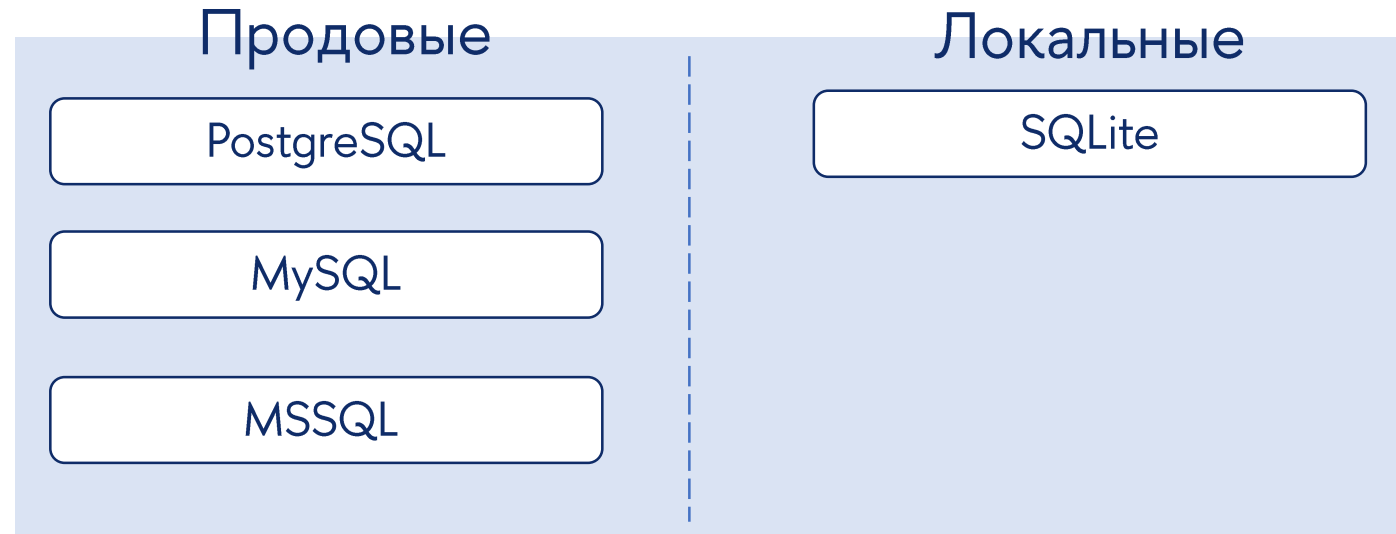 Продовые
PostgreSQL
MySQL
MSSQL
Локальные
SQLite